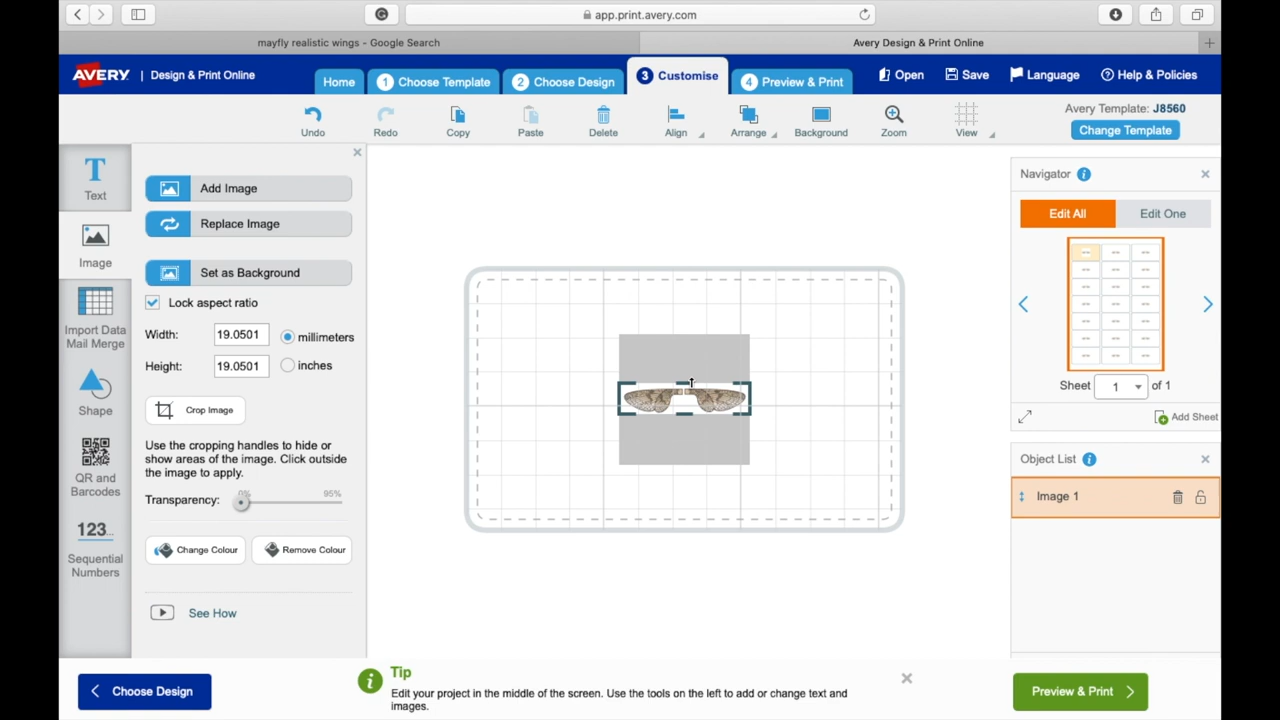 app.print.avery.com
mayfly realistic wings - Google Search
Avery Design & Print Online
AVERY
Design & Print Online
Home
1 Choose Template
2 Choose Design
3 Customise
4 Preview & Print
Open
Save
Language
Help & Policies
Undo
Redo
Copy
Paste
Delete
Align
Arrange
Background
Zoom
View
Avery Template: J8560
Change Template
Text
Image
Import Data
Mail Merge
Shape
QR and
Barcodes
123...
Sequential
Numbers
Add Image
Replace Image
Set as Background
Lock aspect ratio
Width: 19.0501 millimeters
Height: 19.0501 inches
Crop Image
Use the cropping handles to hide or
show areas of the image. Click outside
the image to apply.
Transparency: 0% 95%
Change Colour
Remove Colour
See How
Navigator
Edit All
Edit One
Sheet 1 of 1
Add Sheet
Object List
Image 1
Choose Design
Tip
Edit your project in the middle of the screen. Use the tools on the left to add or change text and
images.
Preview & Print